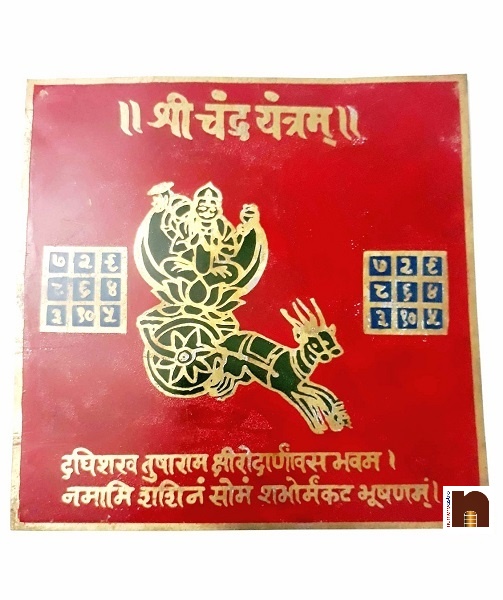 ॥ श्री चंद्र यंत्रम् ॥
७ २ ९
८ ६ ४
३ १० ५
७ २ ९
८ ६ ४
३ १० ५
दधिशख तुषाराम क्षीरोदार्णवस भवम ।
नमामि शशिनं सोमं शभोर्मकट भूषणम् ।
n